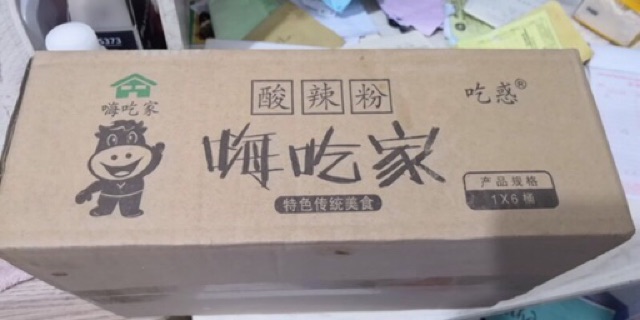 5373
嗨吃家
酸辣粉
吃惑®
嗨吃家
特色传统美食
产品规格
1X6桶